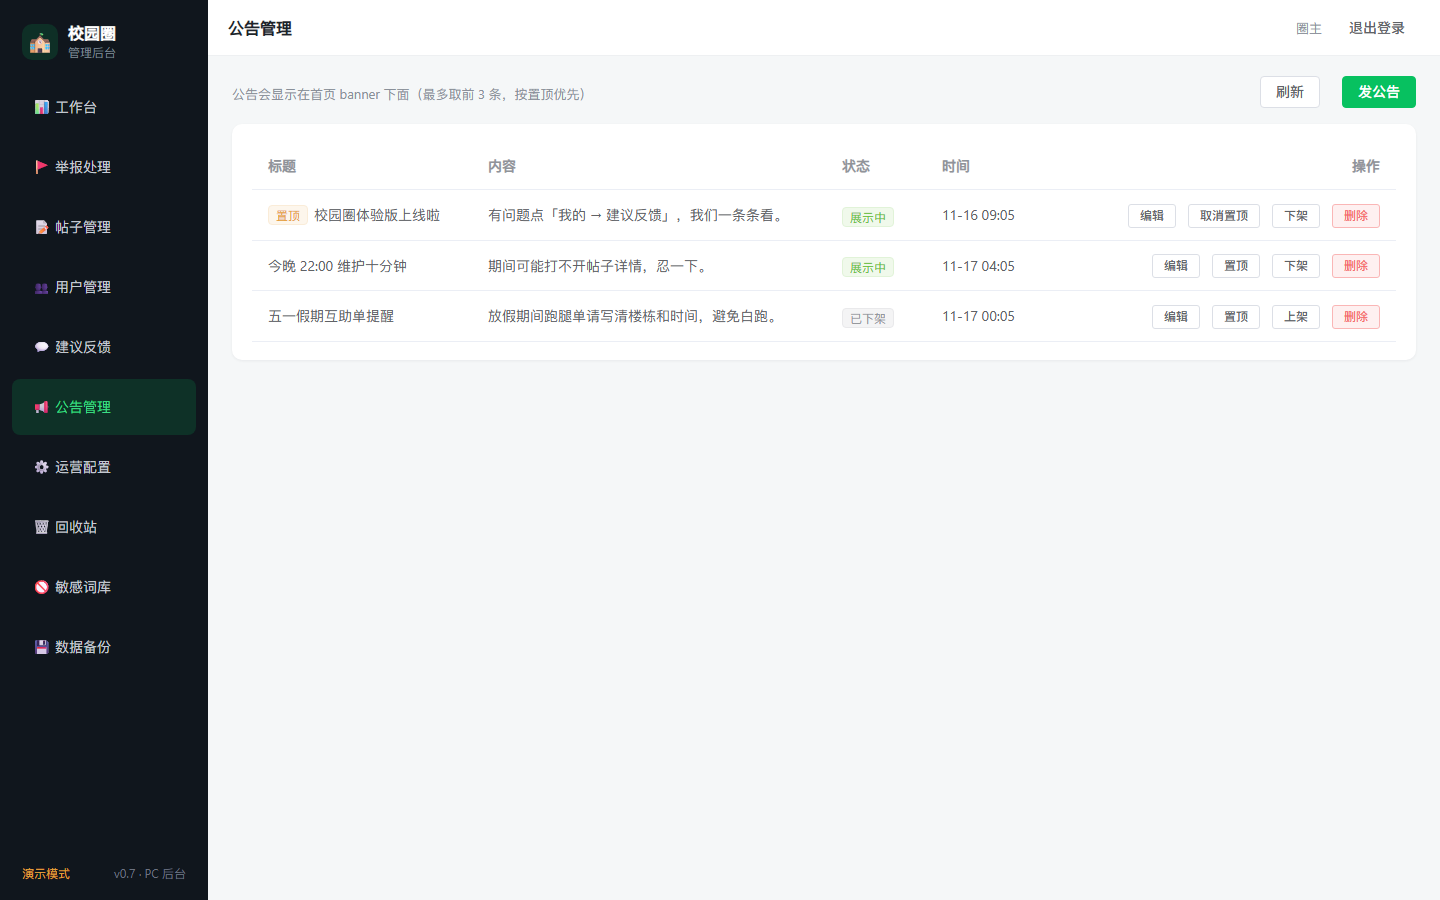 校园圈
管理后台
工作台
举报处理
帖子管理
用户管理
建议反馈
公告管理
运营配置
回收站
敏感词库
数据备份
演示模式 v0.7 · PC 后台
公告管理 圈主 退出登录
公告会显示在首页 banner 下面（最多取前 3 条，按置顶优先） 刷新 发公告
标题 内容 状态 时间 操作
置顶 校园圈体验版上线啦 有问题点「我的 → 建议反馈」，我们一条条看。 展示中 11-16 09:05 编辑 取消置顶 下架 删除
今晚 22:00 维护十分钟 期间可能打不开帖子详情，忍一下。 展示中 11-17 04:05 编辑 置顶 下架 删除
五一假期互助单提醒 放假期间跑腿单请写清楼栋和时间，避免白跑。 已下架 11-17 00:05 编辑 置顶 上架 删除